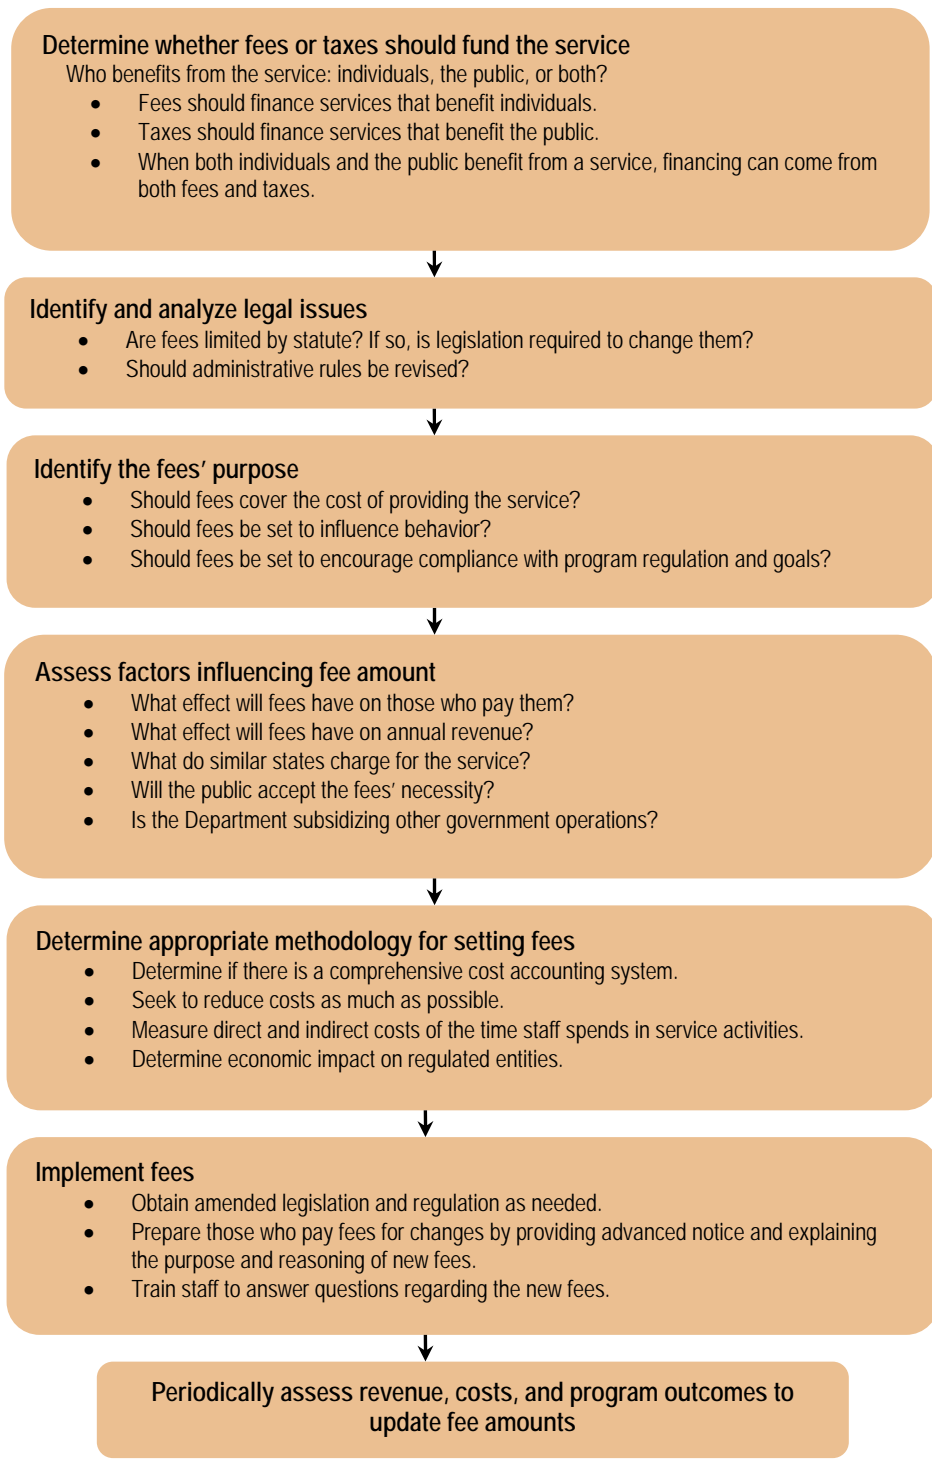 Determine whether fees or taxes should fund the service
Who benefits from the service: individuals, the public, or both?
• Fees should finance services that benefit individuals.
• Taxes should finance services that benefit the public.
• When both individuals and the public benefit from a service, financing can come from
both fees and taxes.
Identify and analyze legal issues
• Are fees limited by statute? If so, is legislation required to change them?
• Should administrative rules be revised?
Identify the fees’ purpose
• Should fees cover the cost of providing the service?
• Should fees be set to influence behavior?
• Should fees be set to encourage compliance with program regulation and goals?
Assess factors influencing fee amount
• What effect will fees have on those who pay them?
• What effect will fees have on annual revenue?
• What do similar states charge for the service?
• Will the public accept the fees’ necessity?
• Is the Department subsidizing other government operations?
Determine appropriate methodology for setting fees
• Determine if there is a comprehensive cost accounting system.
• Seek to reduce costs as much as possible.
• Measure direct and indirect costs of the time staff spends in service activities.
• Determine economic impact on regulated entities.
Implement fees
• Obtain amended legislation and regulation as needed.
• Prepare those who pay fees for changes by providing advanced notice and explaining
the purpose and reasoning of new fees.
• Train staff to answer questions regarding the new fees.
Periodically assess revenue, costs, and program outcomes to
update fee amounts